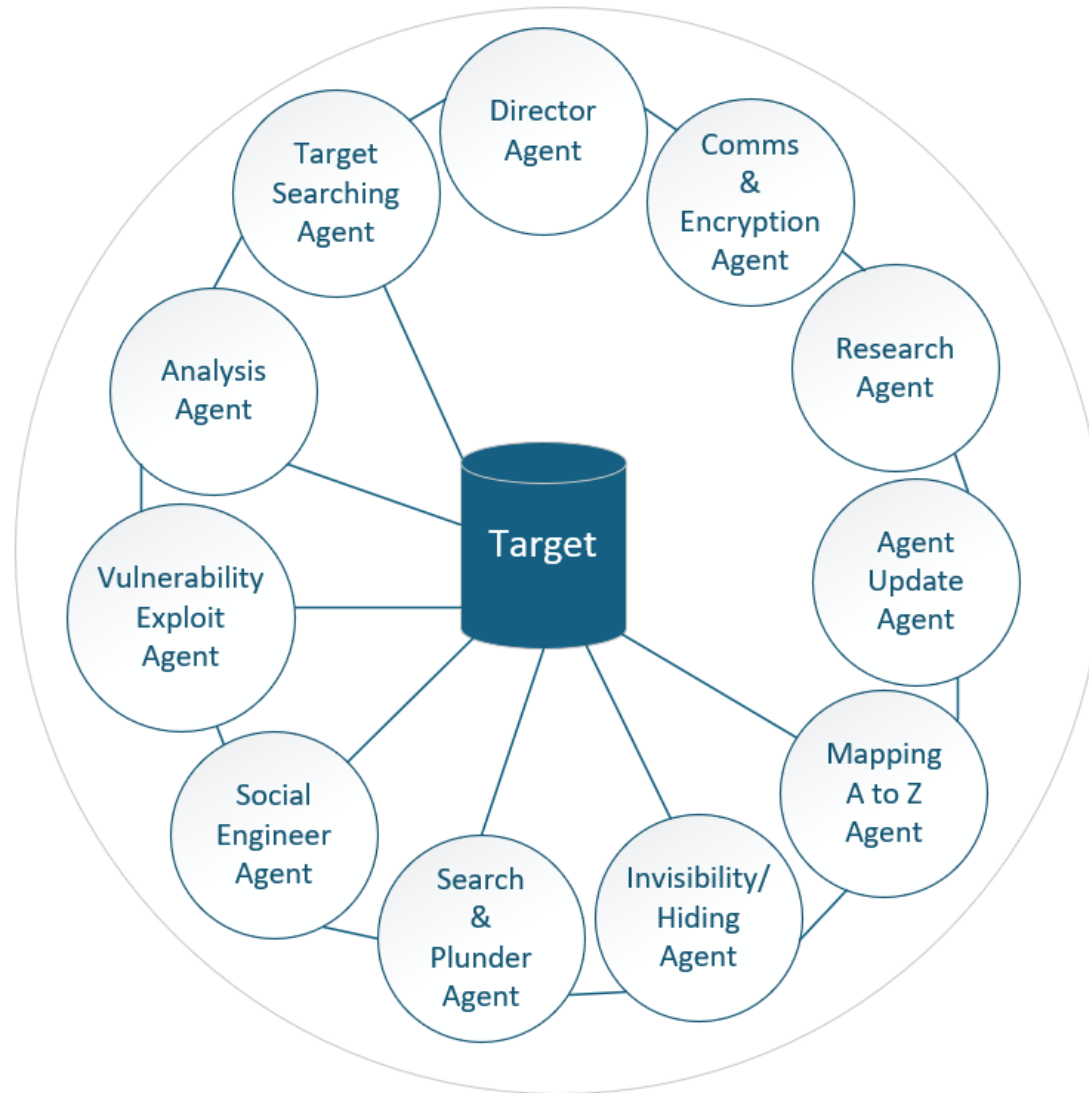 Director
Agent
Comms
&
Encryption
Agent
Research
Agent
Agent
Update
Agent
Mapping
A to Z
Agent
Invisibility/
Hiding
Agent
Search
&
Plunder
Agent
Social
Engineer
Agent
Vulnerability
Exploit
Agent
Analysis
Agent
Target
Searching
Agent
Target